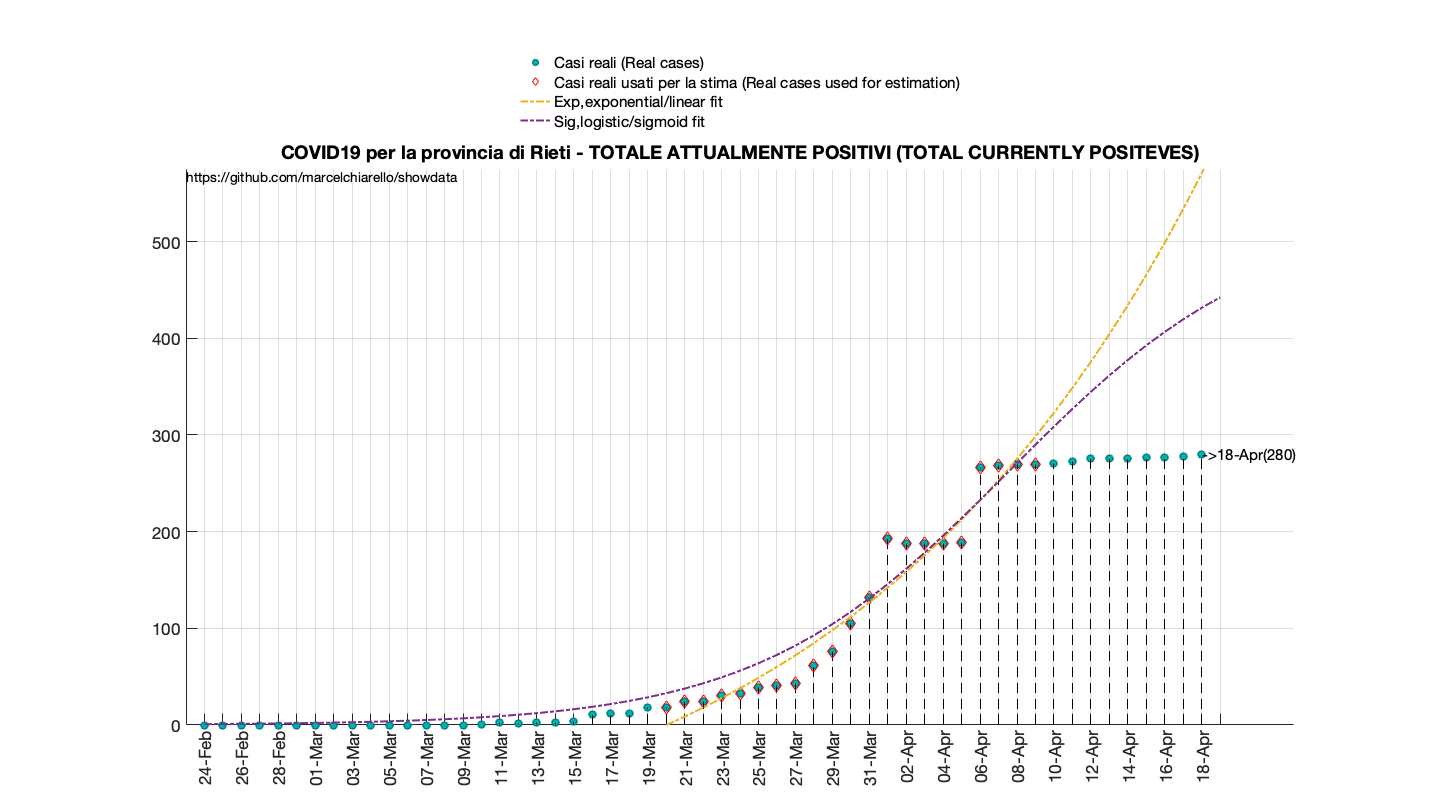 Casi reali (Real cases)
Casi reali usati per la stima (Real cases used for estimation)
Exp,exponential/linear fit
Sig,logistic/sigmoid fit
COVID19 per la provincia di Rieti - TOTALE ATTUALMENTE POSITIVI (TOTAL CURRENTLY POSITEVES)
https://github.com/marcelchiarello/showdata
500
400
300
200
100
0
->18-Apr(280)
24-Feb
26-Feb
28-Feb
01-Mar
03-Mar
05-Mar
07-Mar
09-Mar
11-Mar
13-Mar
15-Mar
17-Mar
19-Mar
21-Mar
23-Mar
25-Mar
27-Mar
29-Mar
31-Mar
02-Apr
04-Apr
06-Apr
08-Apr
10-Apr
12-Apr
14-Apr
16-Apr
18-Apr